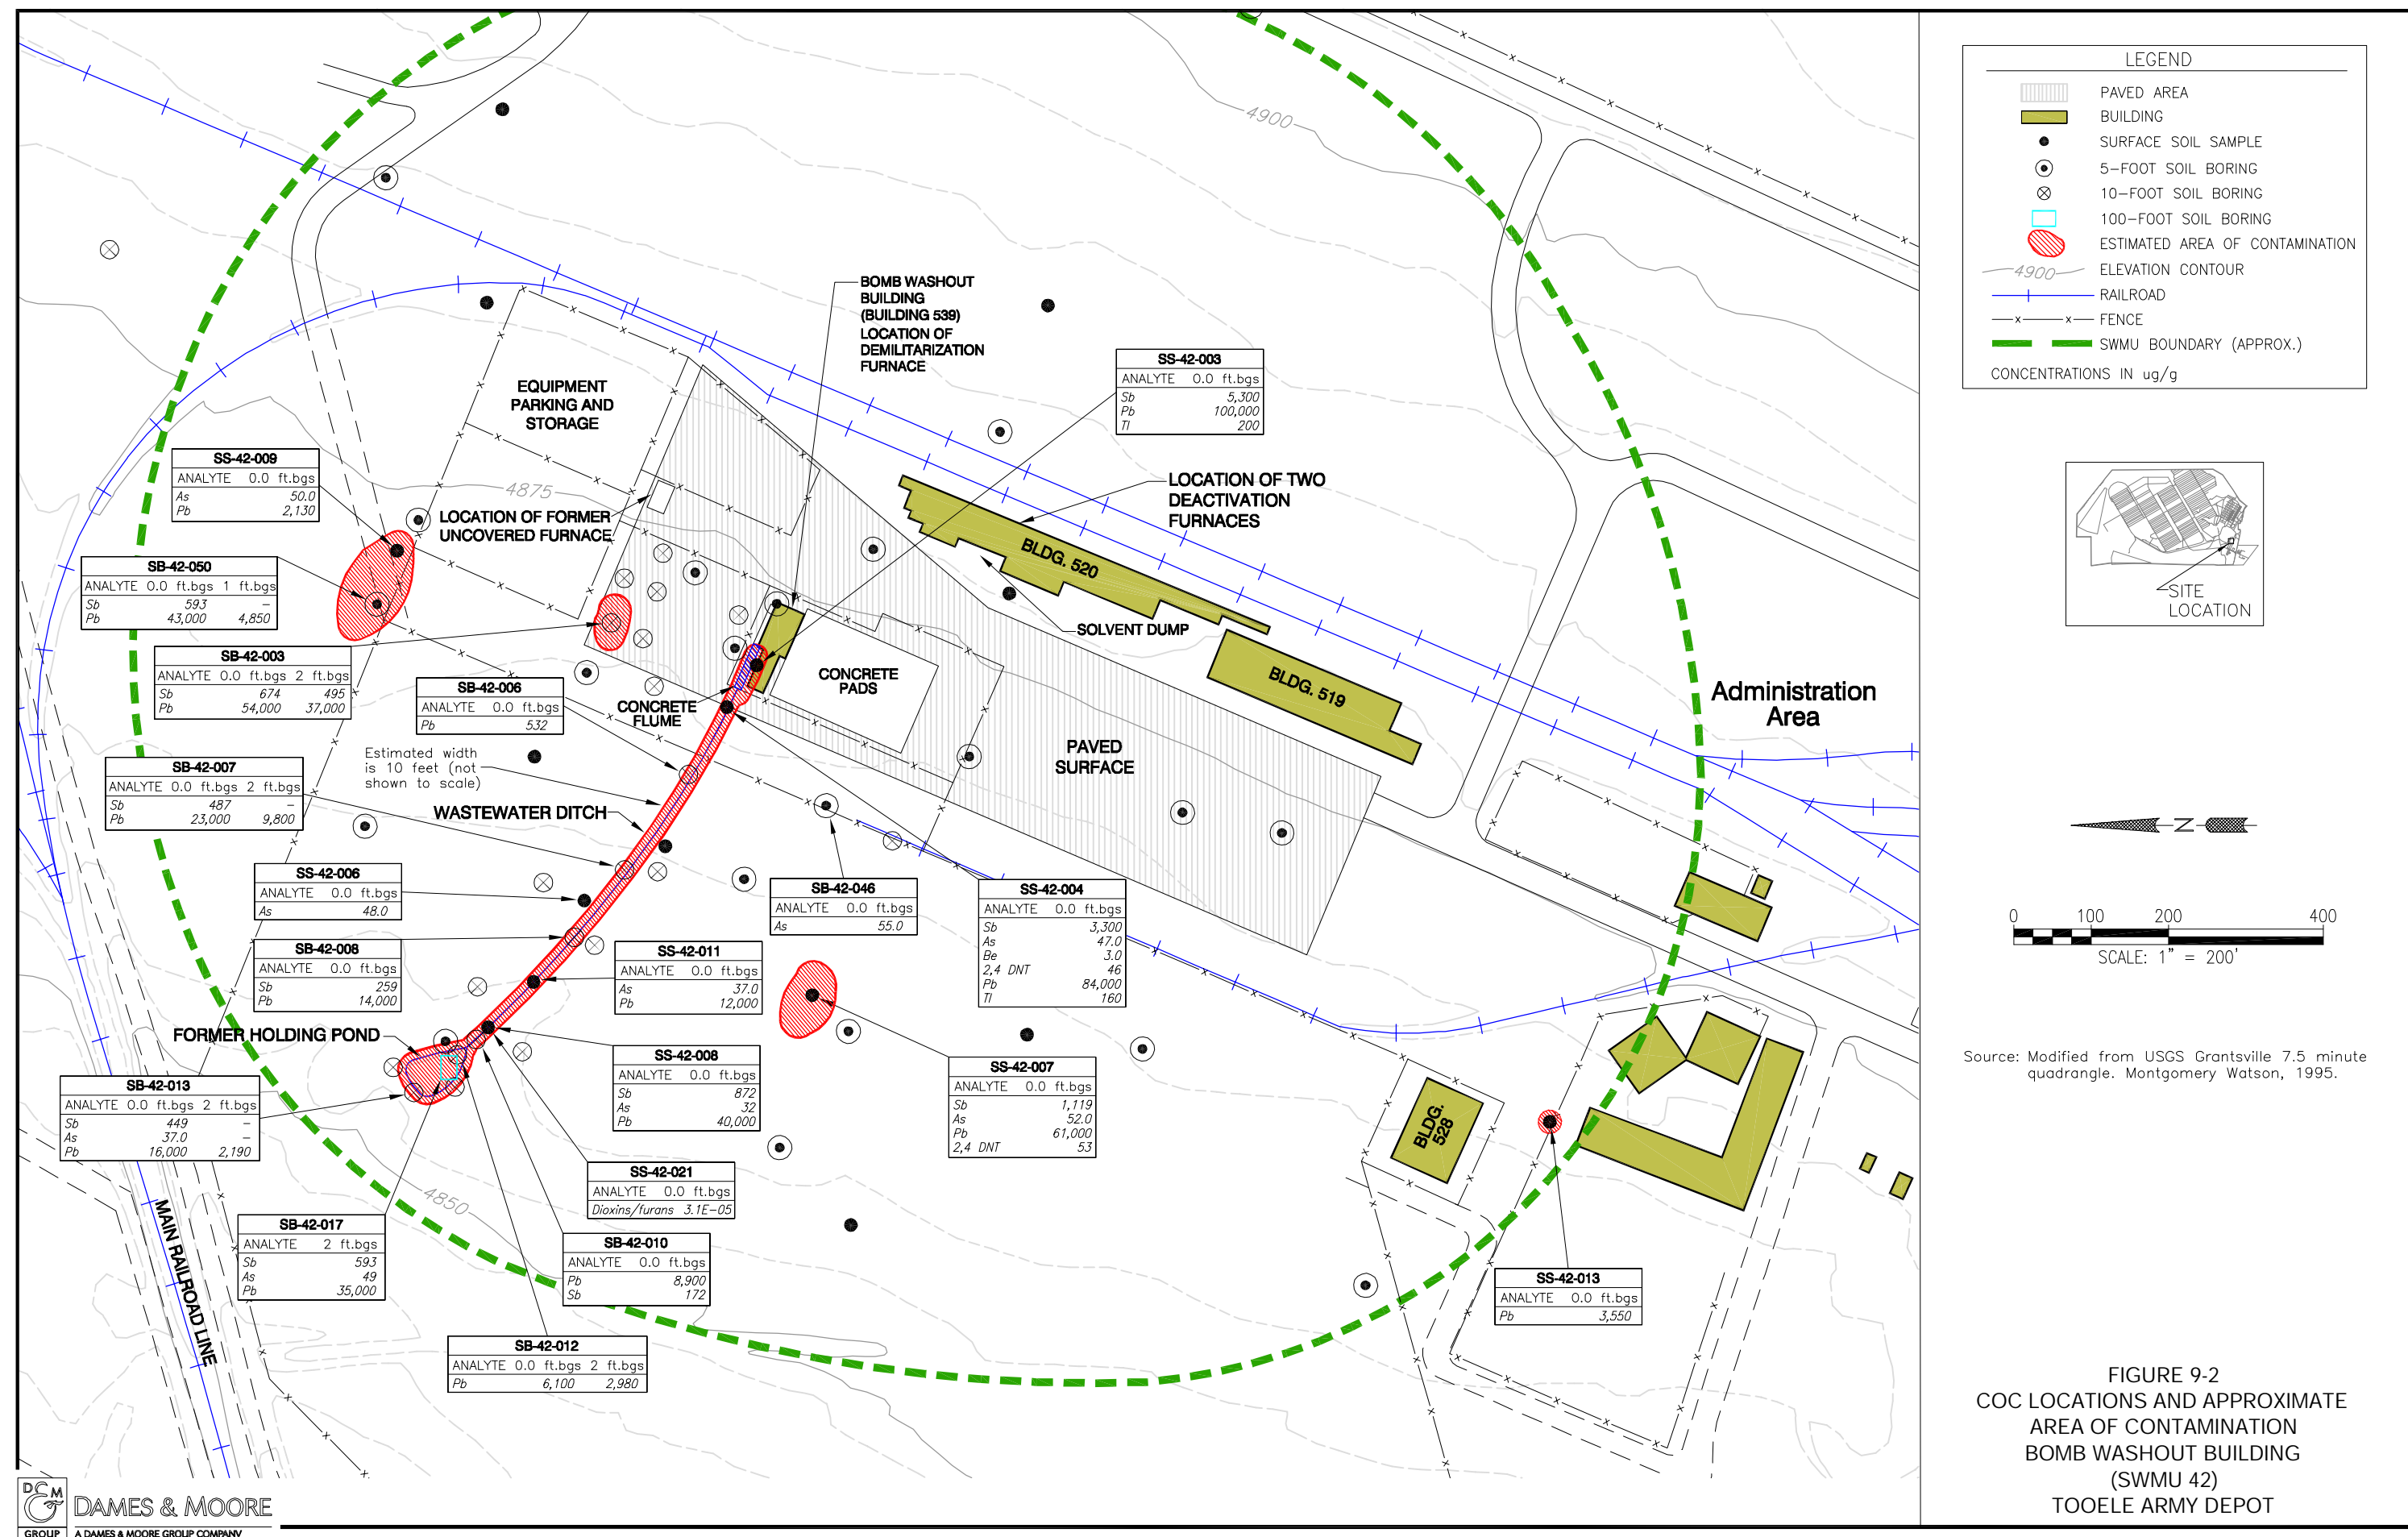 4900
BOMB WASHOUT
BUILDING
(BUILDING 539)
LOCATION OF
DEMILITARIZATION
FURNACE
EQUIPMENT
PARKING AND
STORAGE
SS-42-003
ANALYTE 0.0 ft.bgs
Sb 5,300
Pb 100,000
Tl 200
SS-42-009
ANALYTE 0.0 ft.bgs
As 50.0
Pb 2,130
4875
LOCATION OF FORMER
UNCOVERED FURNACE
LOCATION OF TWO
DEACTIVATION
FURNACES
BLDG. 520
SB-42-050
ANALYTE 0.0 ft.bgs 1 ft.bgs
Sb 593 –
Pb 43,000 4,850
SOLVENT DUMP
SB-42-003
ANALYTE 0.0 ft.bgs 2 ft.bgs
Sb 674 495
Pb 54,000 37,000
SB-42-006
ANALYTE 0.0 ft.bgs
Pb 532
CONCRETE
FLUME
CONCRETE
PADS
BLDG. 519
Administration
Area
PAVED
SURFACE
Estimated width
is 10 feet (not
shown to scale)
WASTEWATER DITCH
SB-42-007
ANALYTE 0.0 ft.bgs 2 ft.bgs
Sb 487 –
Pb 23,000 9,800
SS-42-006
ANALYTE 0.0 ft.bgs
As 48.0
SB-42-046
ANALYTE 0.0 ft.bgs
As 55.0
SS-42-004
ANALYTE 0.0 ft.bgs
Sb 3,300
As 47.0
Be 3.0
2,4 DNT 46
Pb 84,000
Tl 160
SB-42-008
ANALYTE 0.0 ft.bgs
Sb 259
Pb 14,000
SS-42-011
ANALYTE 0.0 ft.bgs
As 37.0
Pb 12,000
FORMER HOLDING POND
SS-42-008
ANALYTE 0.0 ft.bgs
Sb 872
As 32
Pb 40,000
SS-42-007
ANALYTE 0.0 ft.bgs
Sb 1,119
As 52.0
Pb 61,000
2,4 DNT 53
SB-42-013
ANALYTE 0.0 ft.bgs 2 ft.bgs
Sb 449 –
As 37.0 –
Pb 16,000 2,190
BLDG.
528
SS-42-021
ANALYTE 0.0 ft.bgs
Dioxins/furans 3.1E-05
4850
MAIN RAILROAD LINE
SB-42-017
ANALYTE 2 ft.bgs
Sb 593
As 49
Pb 35,000
SB-42-010
ANALYTE 0.0 ft.bgs
Pb 8,900
Sb 172
SS-42-013
ANALYTE 0.0 ft.bgs
Pb 3,550
SB-42-012
ANALYTE 0.0 ft.bgs 2 ft.bgs
Pb 6,100 2,980
LEGEND
PAVED AREA
BUILDING
SURFACE SOIL SAMPLE
5-FOOT SOIL BORING
10-FOOT SOIL BORING
100-FOOT SOIL BORING
ESTIMATED AREA OF CONTAMINATION
4900 ELEVATION CONTOUR
RAILROAD
FENCE
SWMU BOUNDARY (APPROX.)
CONCENTRATIONS IN ug/g
SITE
LOCATION
N
0 100 200 400
SCALE: 1" = 200'
Source: Modified from USGS Grantsville 7.5 minute
quadrangle. Montgomery Watson, 1995.
FIGURE 9-2
COC LOCATIONS AND APPROXIMATE
AREA OF CONTAMINATION
BOMB WASHOUT BUILDING
(SWMU 42)
TOOELE ARMY DEPOT
D&M
GROUP
DAMES & MOORE
A DAMES & MOORE GROUP COMPANY